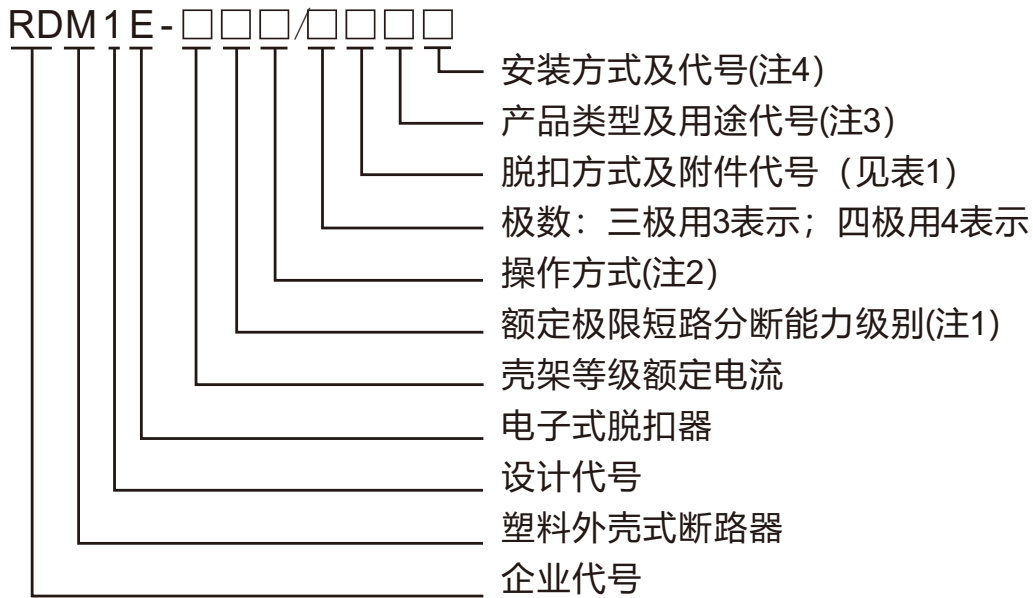 RDM1E-□□□/□□□□
安装方式及代号(注4)
产品类型及用途代号(注3)
脱扣方式及附件代号（见表1）
极数：三极用3表示；四极用4表示
操作方式(注2)
额定极限短路分断能力级别(注1)
壳架等级额定电流
电子式脱扣器
设计代号
塑料外壳式断路器
企业代号